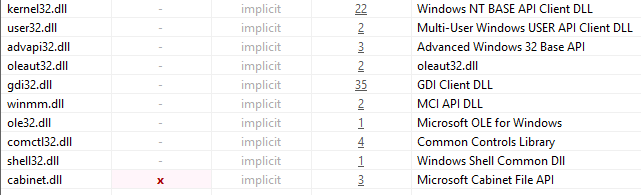 kernel32.dll - implicit 22 Windows NT BASE API Client DLL
user32.dll - implicit 2 Multi-User Windows USER API Client DLL
advapi32.dll - implicit 3 Advanced Windows 32 Base API
oleaut32.dll - implicit 2 oleaut32.dll
gdi32.dll - implicit 35 GDI Client DLL
winmm.dll - implicit 2 MCI API DLL
ole32.dll - implicit 1 Microsoft OLE for Windows
comctl32.dll - implicit 4 Common Controls Library
shell32.dll - implicit 1 Windows Shell Common Dll
cabinet.dll x implicit 3 Microsoft Cabinet File API